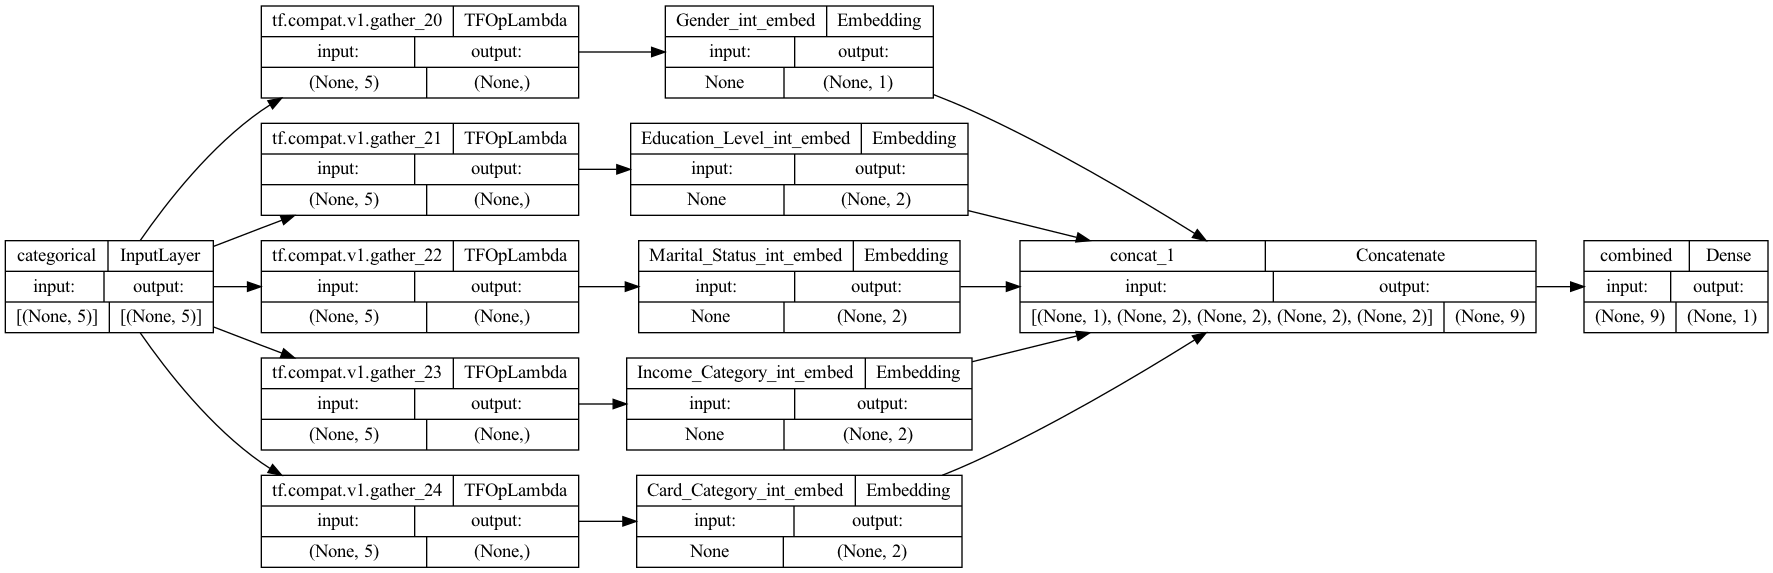 categorical InputLayer
input: output:
[(None, 5)] [(None, 5)]
tf.compat.v1.gather_20 TFOpLambda
input: output:
(None, 5) (None,)
tf.compat.v1.gather_21 TFOpLambda
input: output:
(None, 5) (None,)
tf.compat.v1.gather_22 TFOpLambda
input: output:
(None, 5) (None,)
tf.compat.v1.gather_23 TFOpLambda
input: output:
(None, 5) (None,)
tf.compat.v1.gather_24 TFOpLambda
input: output:
(None, 5) (None,)
Gender_int_embed Embedding
input: output:
None (None, 1)
Education_Level_int_embed Embedding
input: output:
None (None, 2)
Marital_Status_int_embed Embedding
input: output:
None (None, 2)
Income_Category_int_embed Embedding
input: output:
None (None, 2)
Card_Category_int_embed Embedding
input: output:
None (None, 2)
concat_1 Concatenate
input: output:
[(None, 1), (None, 2), (None, 2), (None, 2), (None, 2)] (None, 9)
combined Dense
input: output:
(None, 9) (None, 1)